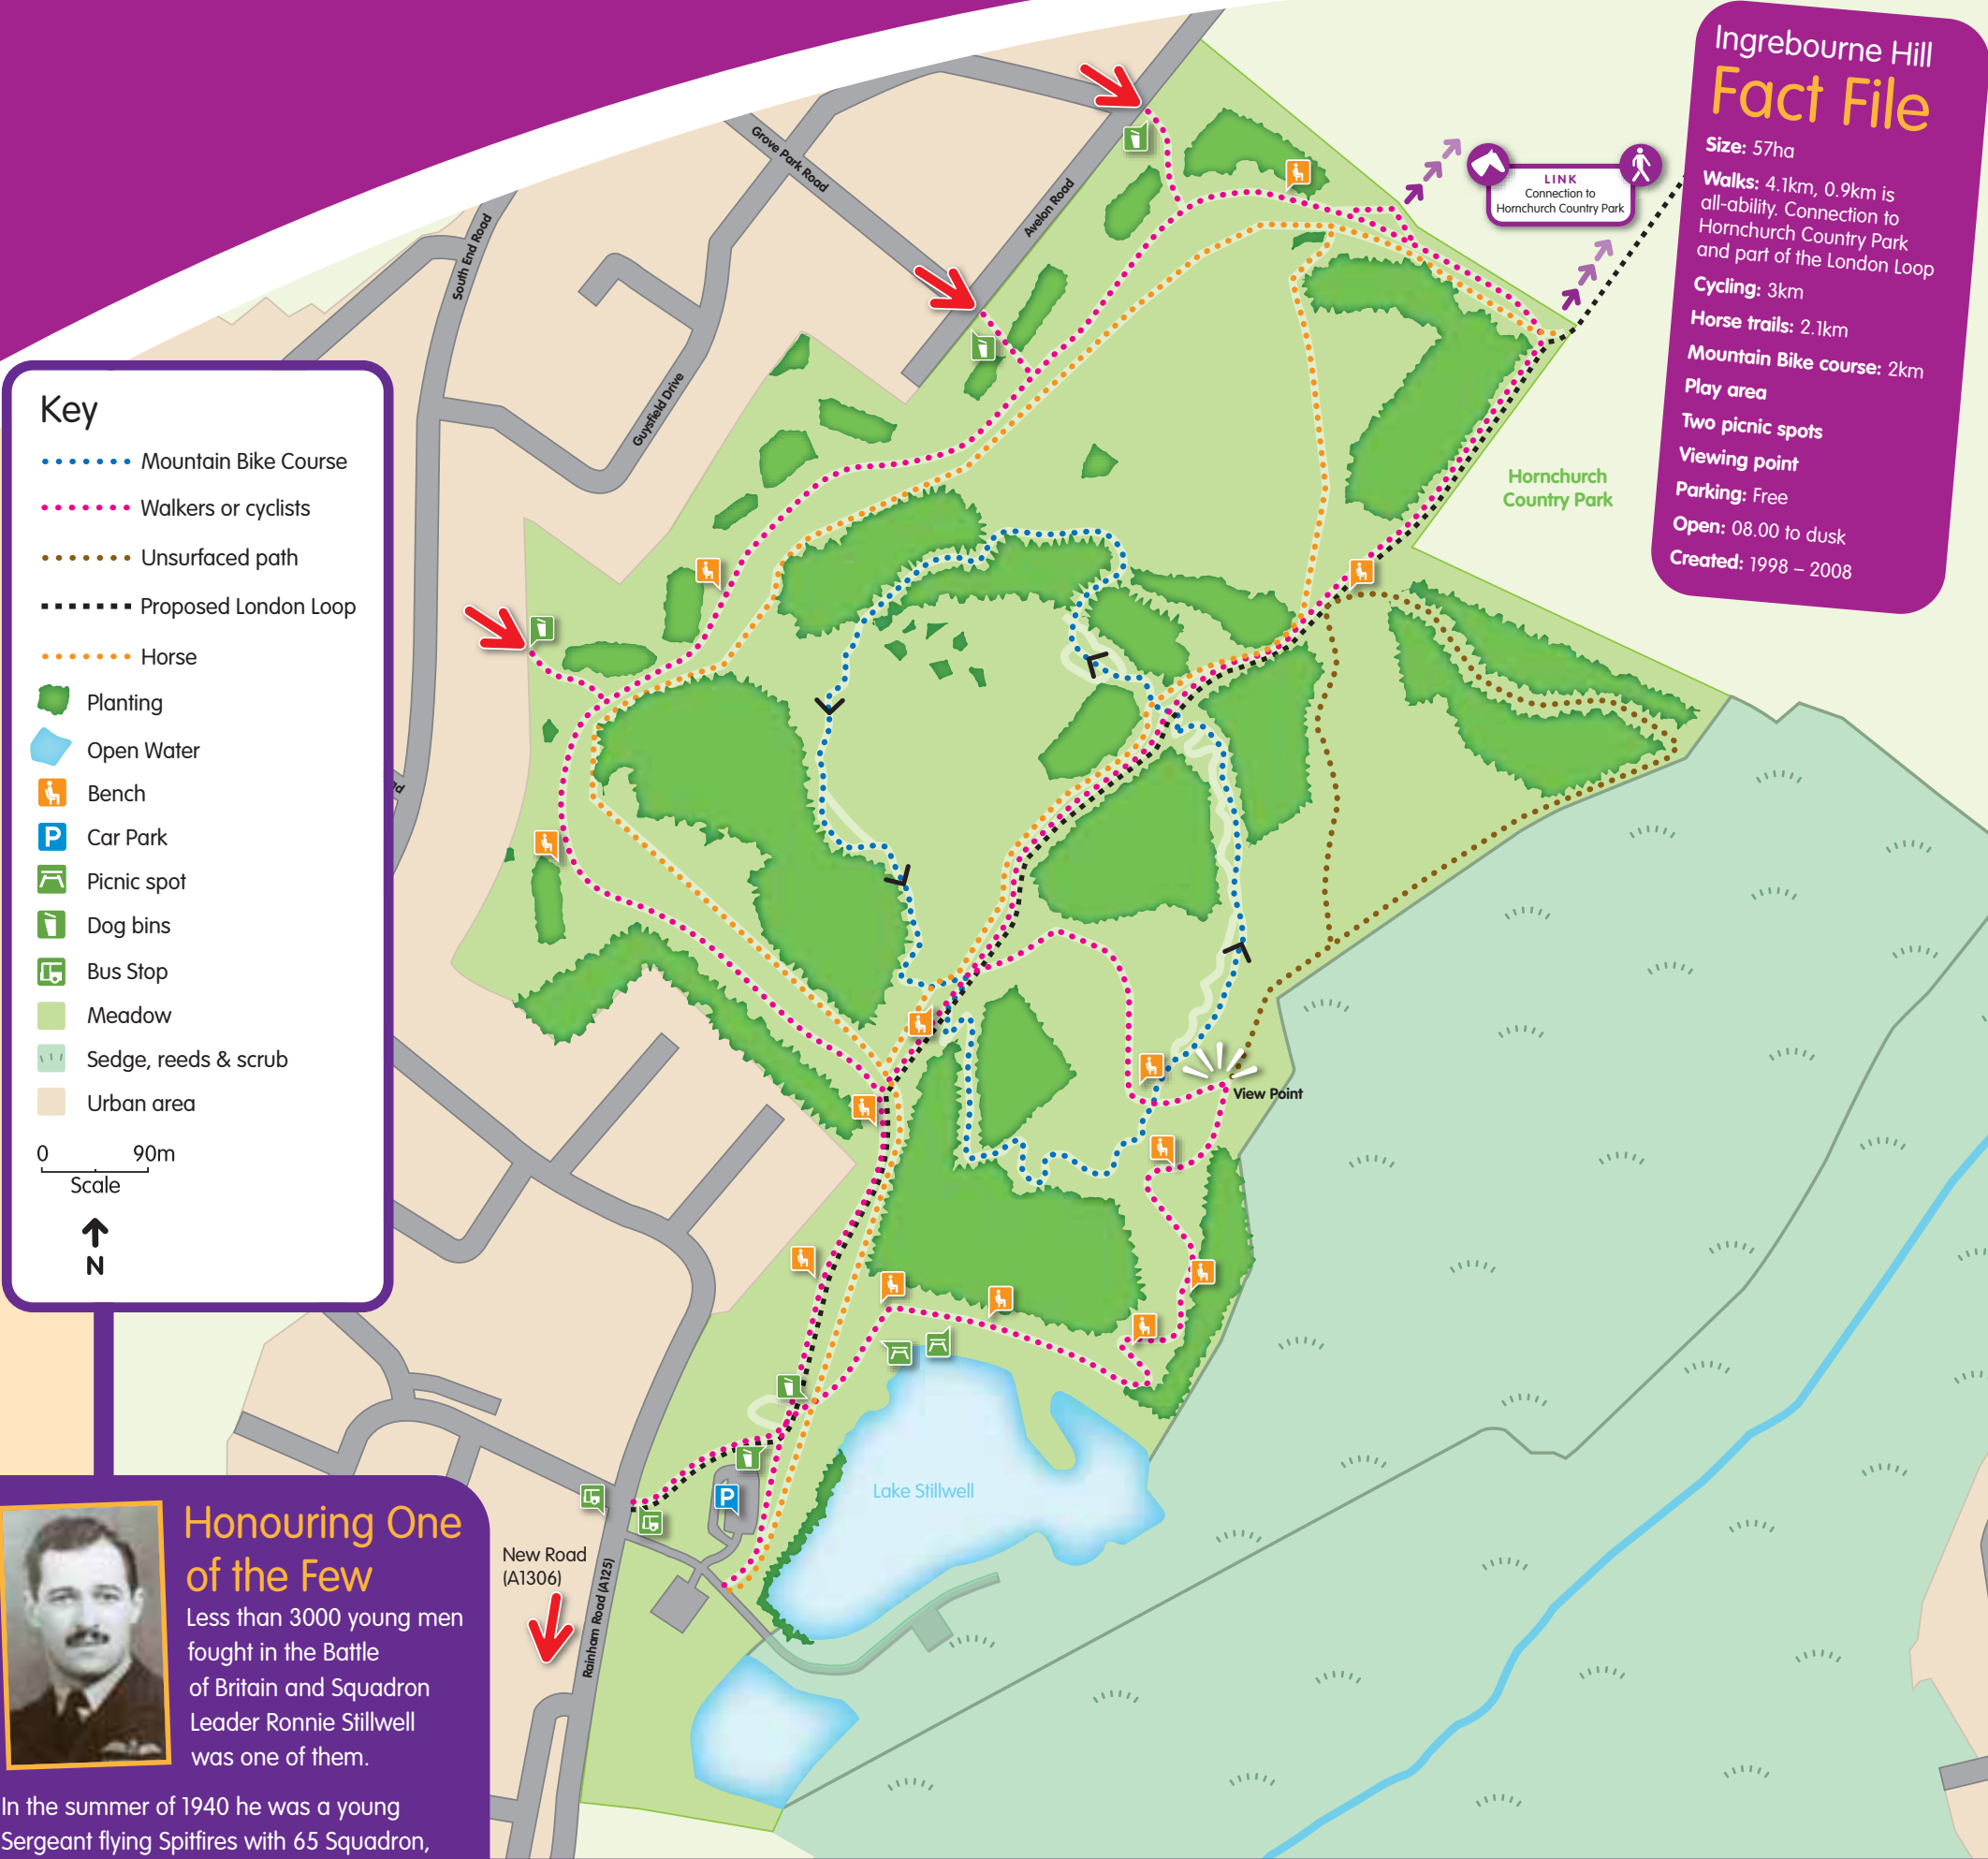 Ingrebourne Hill
Fact File
Size: 57ha
Walks: 4.1km, 0.9km is
all-ability. Connection to
Hornchurch Country Park
and part of the London Loop
Cycling: 3km
Horse trails: 2.1km
Mountain Bike course: 2km
Play area
Two picnic spots
Viewing point
Parking: Free
Open: 08.00 to dusk
Created: 1998 – 2008
LINK
Connection to
Hornchurch Country Park
Grove Park Road
Avelon Road
South End Road
Guysfield Drive
Hornchurch
Country Park
Key
Mountain Bike Course
Walkers or cyclists
Unsurfaced path
Proposed London Loop
Horse
Planting
Open Water
Bench
P Car Park
Picnic spot
Dog bins
Bus Stop
Meadow
Sedge, reeds & scrub
Urban area
0 90m
Scale
N
View Point
Lake Stillwell
P
New Road
(A1306)
Rainham Road (A125)
Honouring One
of the Few
Less than 3000 young men
fought in the Battle
of Britain and Squadron
Leader Ronnie Stillwell
was one of them.
In the summer of 1940 he was a young
Sergeant flying Spitfires with 65 Squadron,